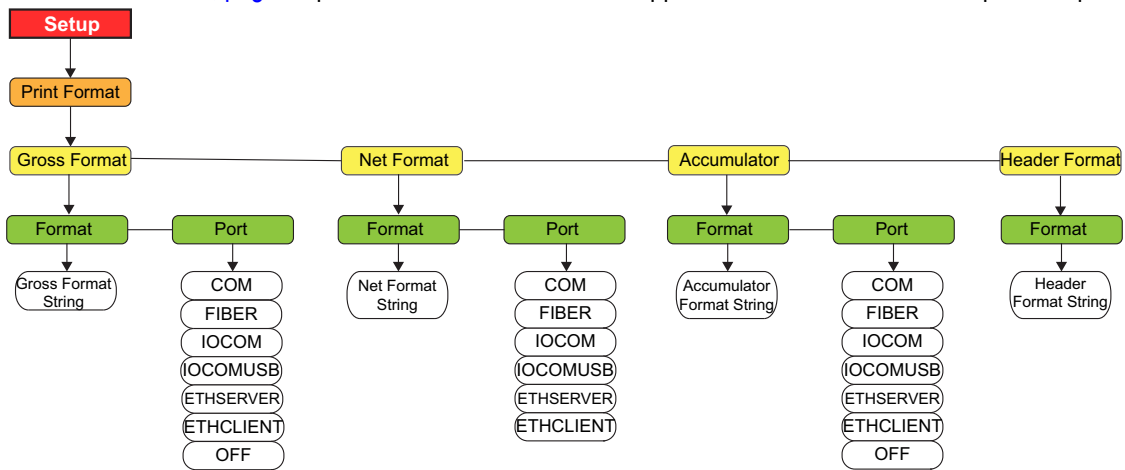 Setup
Print Format
Gross Format Net Format Accumulator Header Format
Format Port Format Port Format Port Format
Gross Format String
COM
FIBER
IOCOM
IOCOMUSB
ETHSERVER
ETHCLIENT
OFF
Net Format String
COM
FIBER
IOCOM
IOCOMUSB
ETHSERVER
ETHCLIENT
Accumulator Format String
COM
FIBER
IOCOM
IOCOMUSB
ETHSERVER
ETHCLIENT
OFF
Header Format String